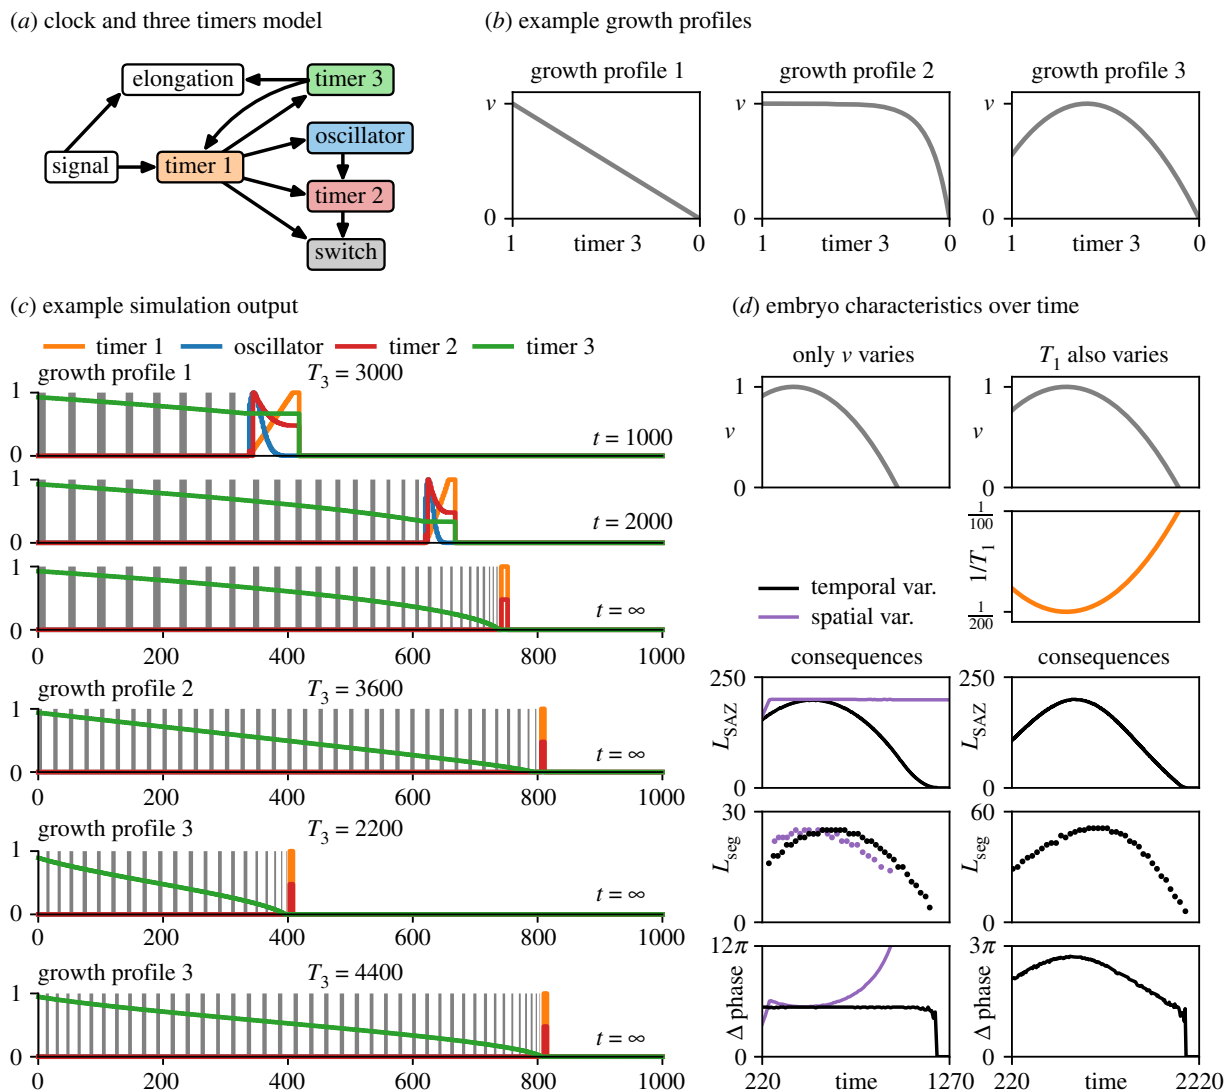 (a) clock and three timers model
elongation
timer 3
oscillator
signal
timer 1
timer 2
switch
(b) example growth profiles
growth profile 1
growth profile 2
growth profile 3
v
v
v
0
0
0
1
timer 3
0
1
timer 3
0
1
timer 3
0
(c) example simulation output
timer 1
oscillator
timer 2
timer 3
growth profile 1
T3 = 3000
1
0
t = 1000
1
0
t = 2000
1
0
t = ∞
0 200 400 600 800 1000
growth profile 2
T3 = 3600
1
0
t = ∞
0 200 400 600 800 1000
growth profile 3
T3 = 2200
1
0
t = ∞
0 200 400 600 800 1000
growth profile 3
T3 = 4400
1
0
t = ∞
0 200 400 600 800 1000
(d) embryo characteristics over time
only v varies
T1 also varies
1
v
0
1
v
1
1/100
1/T1
1/200
temporal var.
spatial var.
consequences
consequences
250
LSAZ
0
250
LSAZ
0
30
Lseg
0
60
Lseg
0
12π
Δ phase
0
3π
Δ phase
0
220
time
1270
220
time
2220